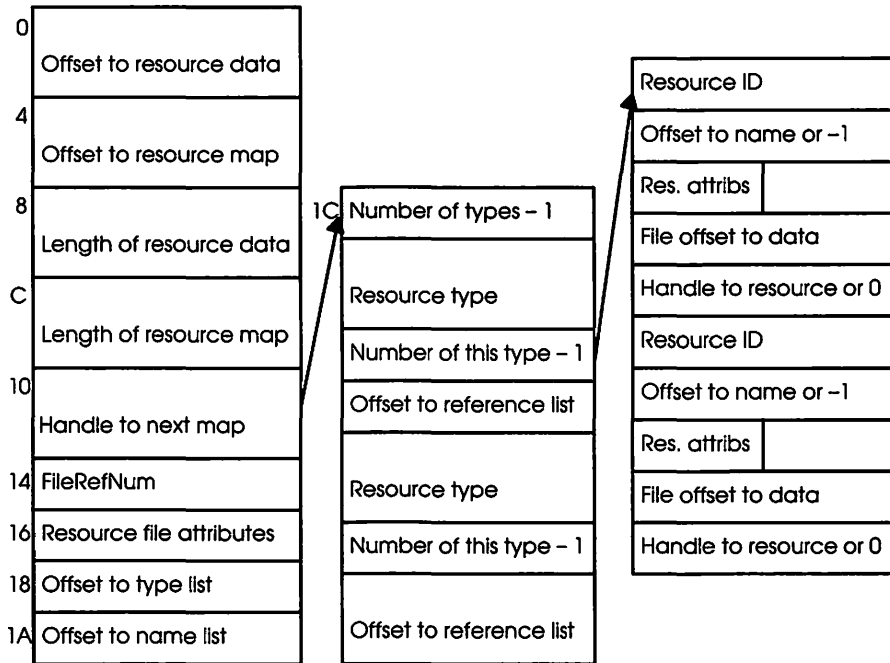 0
Offset to resource data
4
Offset to resource map
8
Length of resource data
C
Length of resource map
10
Handle to next map
14 FileRefNum
16 Resource file attributes
18 Offset to type list
1A Offset to name list
1C Number of types – 1
Resource type
Number of this type – 1
Offset to reference list
Resource type
Number of this type – 1
Offset to reference list
Resource ID
Offset to name or –1
Res. attribs
File offset to data
Handle to resource or 0
Resource ID
Offset to name or –1
Res. attribs
File offset to data
Handle to resource or 0